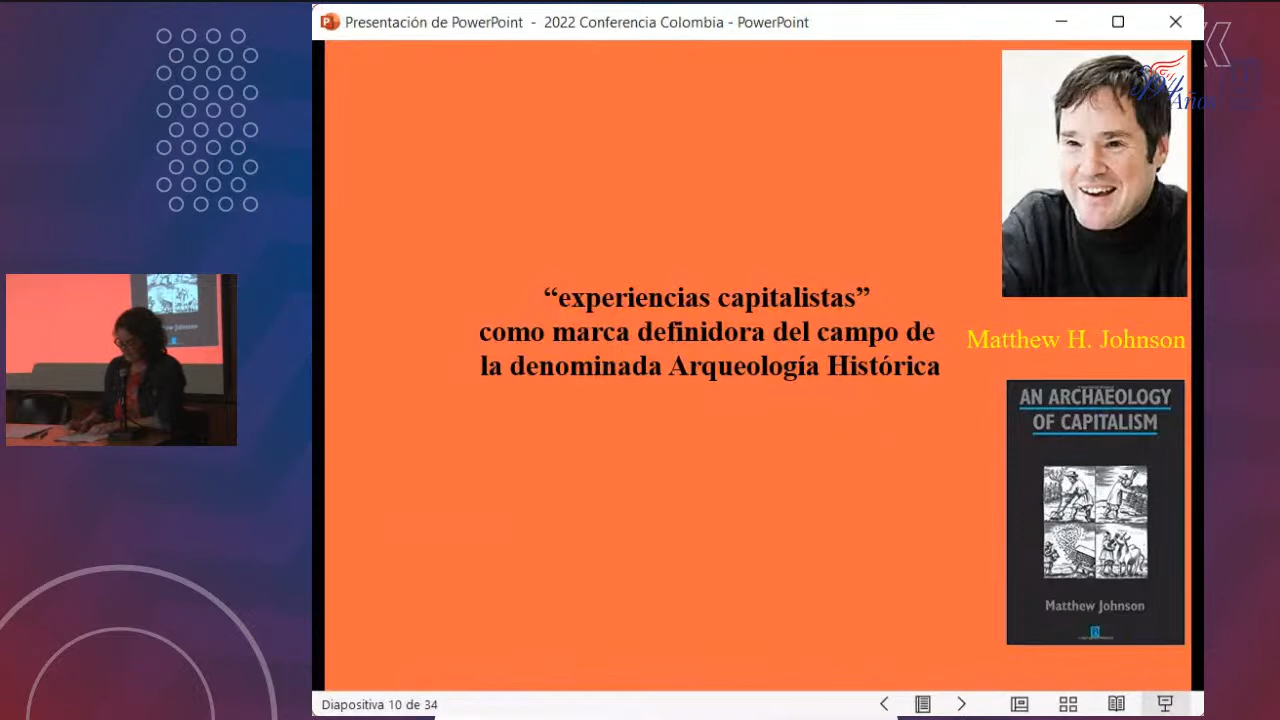 Presentación de PowerPoint - 2022 Conferencia Colombia - PowerPoint
Años
“experiencias capitalistas”
como marca definidora del campo de
la denominada Arqueología Histórica
Matthew H. Johnson
AN ARCHAEOLOGY
OF CAPITALISM
Matthew Johnson
Diapositiva 10 de 34